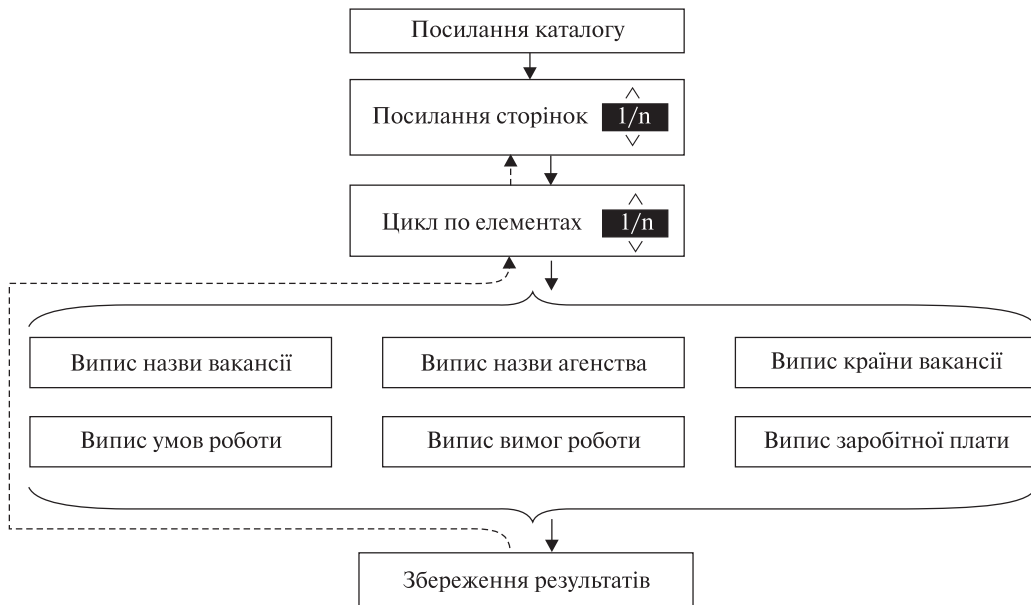 Посилання каталогу
Посилання сторінок 1/n
Цикл по елементах 1/n
Випис назви вакансії
Випис назви агенства
Випис країни вакансії
Випис умов роботи
Випис вимог роботи
Випис заробітної плати
Збереження результатів